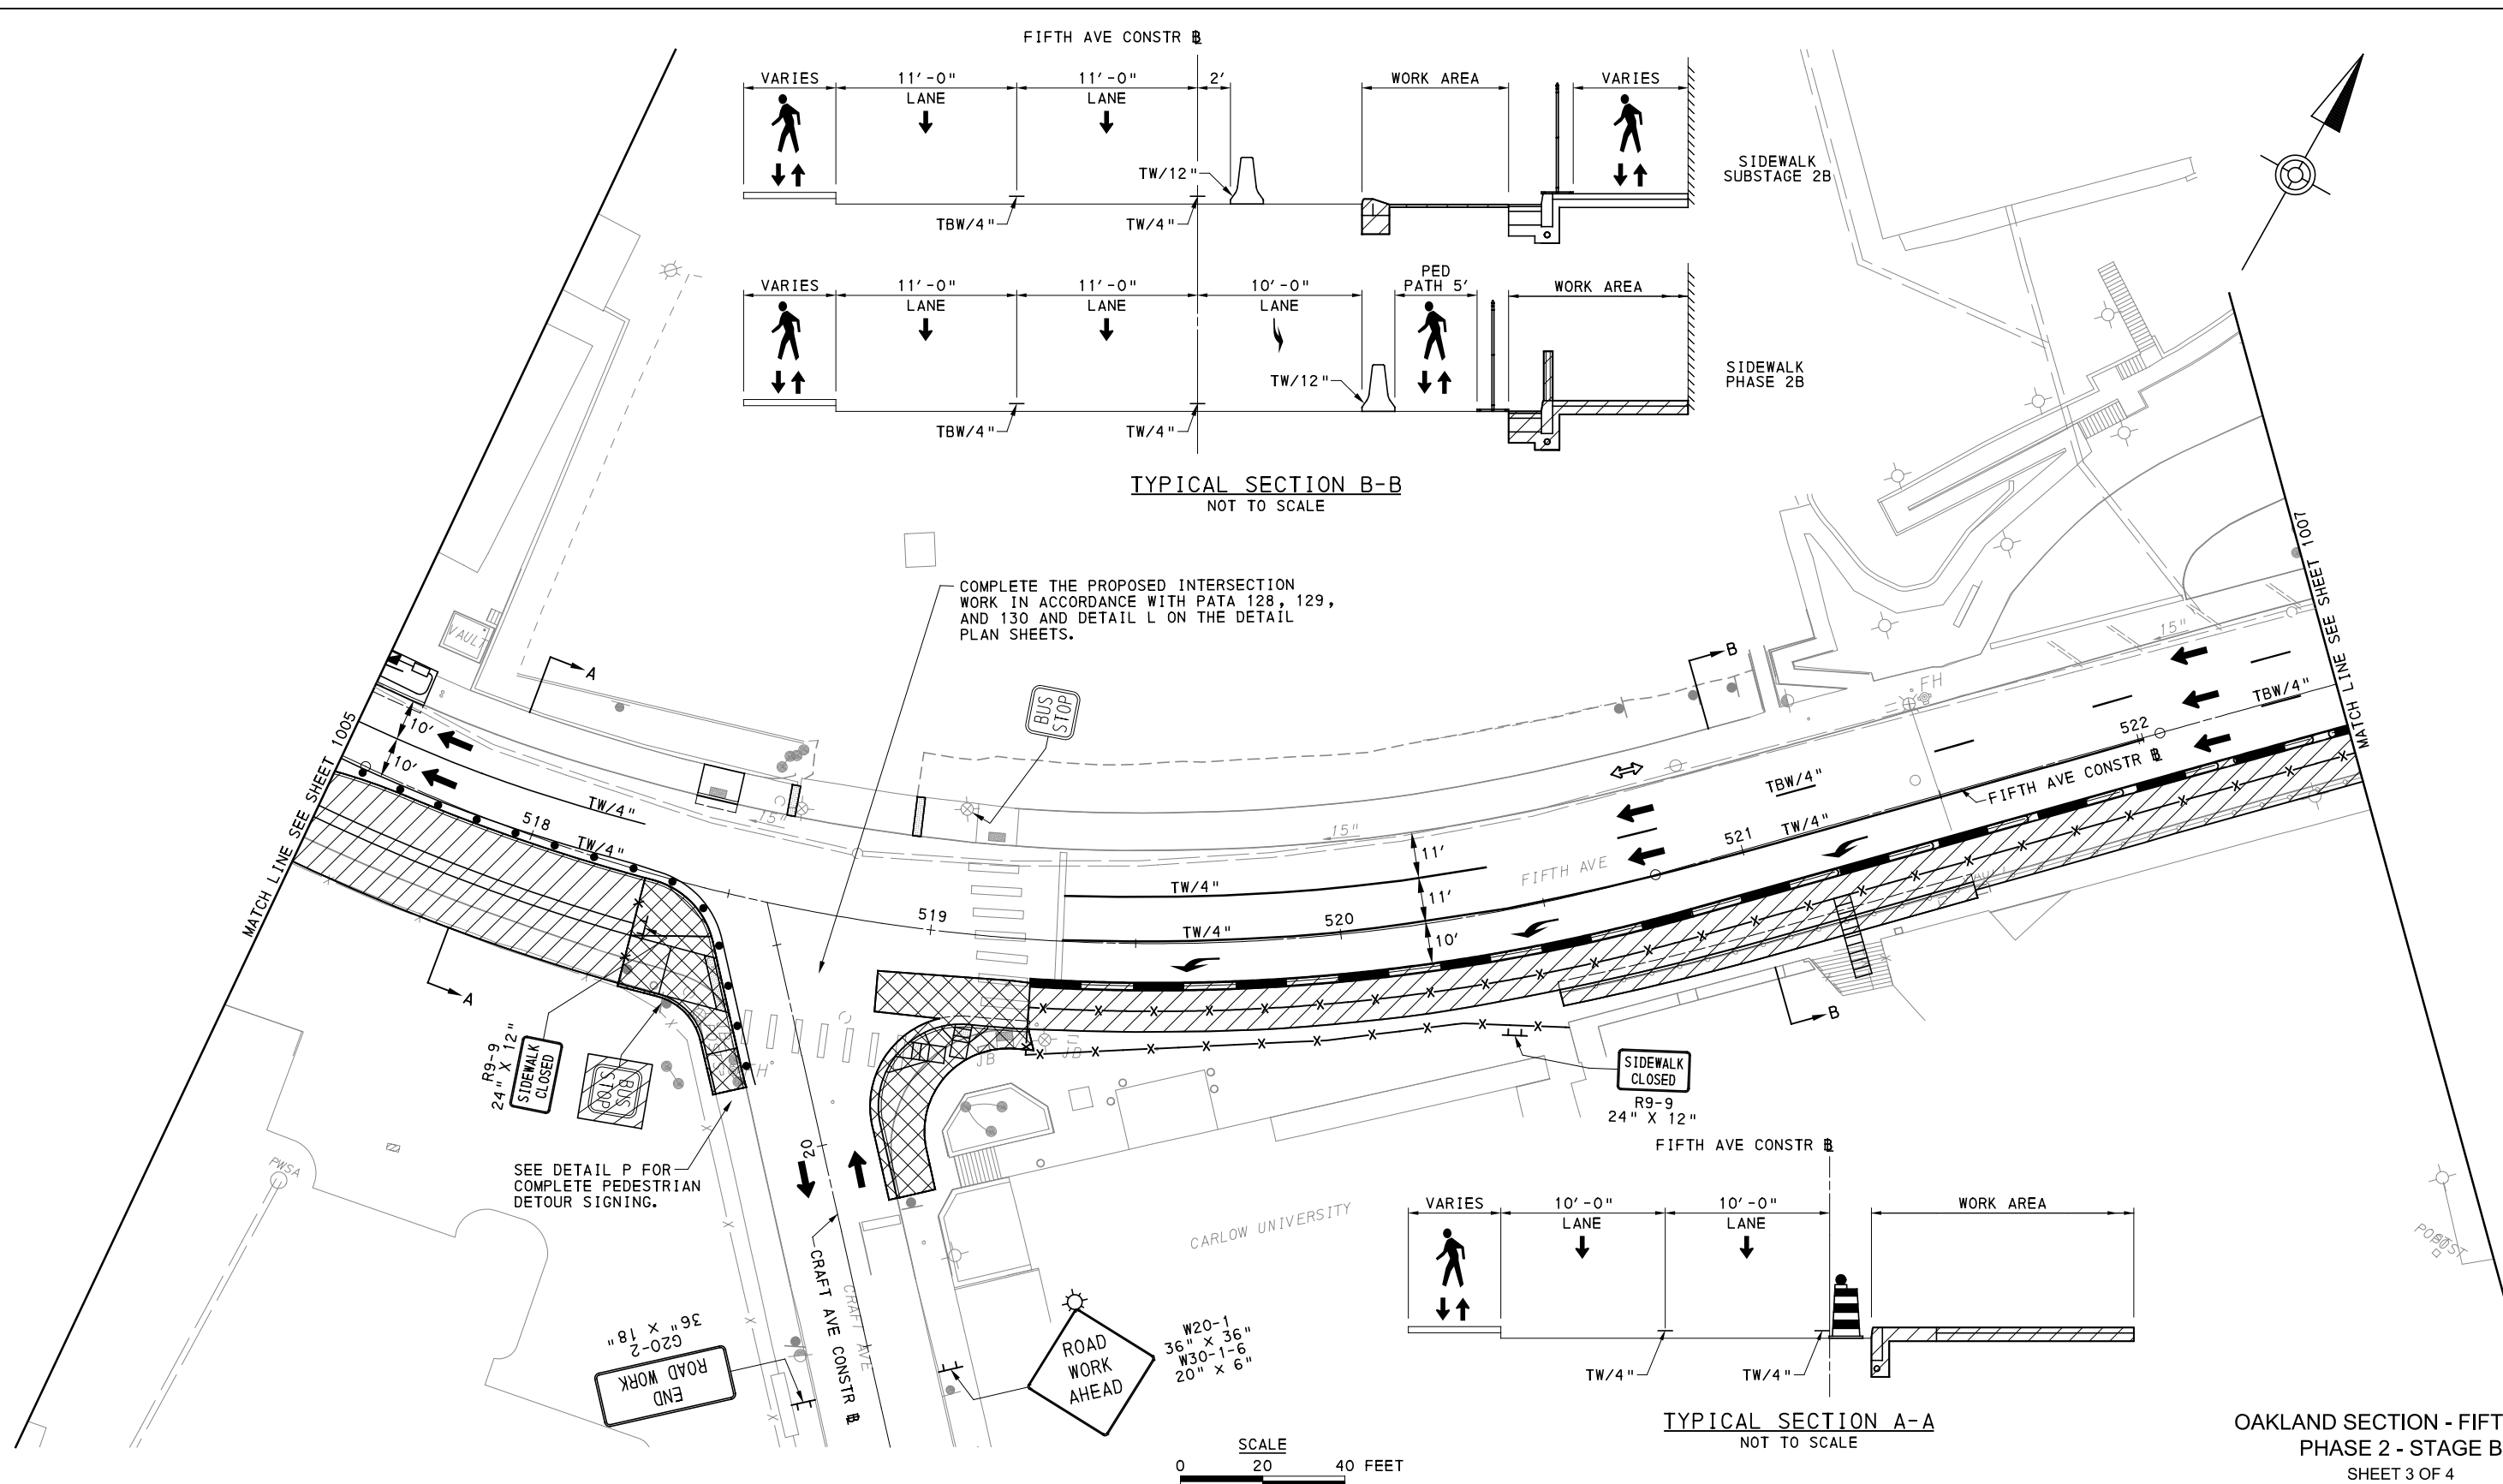 FIFTH AVE CONSTR ℄
VARIES
11'-0"
LANE
11'-0"
LANE
2'
WORK AREA
VARIES
TW/12"
TBW/4"
TW/4"
SIDEWALK
SUBSTAGE 2B
VARIES
11'-0"
LANE
11'-0"
LANE
10'-0"
LANE
PED
PATH 5'
WORK AREA
TW/12"
TBW/4"
TW/4"
SIDEWALK
PHASE 2B
TYPICAL SECTION B-B
NOT TO SCALE
COMPLETE THE PROPOSED INTERSECTION
WORK IN ACCORDANCE WITH PATA 128, 129,
AND 130 AND DETAIL L ON THE DETAIL
PLAN SHEETS.
VAULT
A
BUS
STOP
B
FH
15"
TBW/4"
522
MATCH LINE SEE SHEET 1007
MATCH LINE SEE SHEET 1005
10'
10'
518
TW/4"
TW/4"
15"
15"
TBW/4"
FIFTH AVE CONSTR ℄
521
TW/4"
11'
11'
10'
FIFTH AVE
TW/4"
519
TW/4"
520
A
B
JB
JB
R9-9
24" X 12"
SIDEWALK
CLOSED
BUS
STOP
SIDEWALK
CLOSED
R9-9
24" X 12"
SEE DETAIL P FOR
COMPLETE PEDESTRIAN
DETOUR SIGNING.
20
PWSA
CARLOW UNIVERSITY
CRAFT AVE CONSTR ℄
CRAFT AVE
G20-2
36" X 18"
END
ROAD WORK
ROAD
WORK
AHEAD
W20-1
36" X 36"
W30-1-6
20" X 6"
FIFTH AVE CONSTR ℄
VARIES
10'-0"
LANE
10'-0"
LANE
WORK AREA
TW/4"
TW/4"
TYPICAL SECTION A-A
NOT TO SCALE
SCALE
0 20 40 FEET
OAKLAND SECTION - FIFT
PHASE 2 - STAGE B
SHEET 3 OF 4